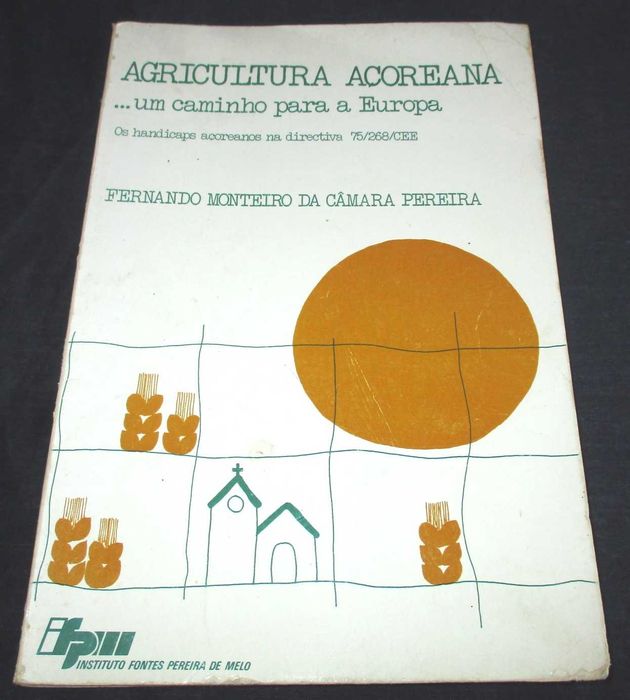 AGRICULTURA AÇOREANA
... um caminho para a Europa
Os handicaps açoreanos na directiva 75/268/CEE
FERNANDO MONTEIRO DA CÂMARA PEREIRA
ifpm
INSTITUTO FONTES PEREIRA DE MELO